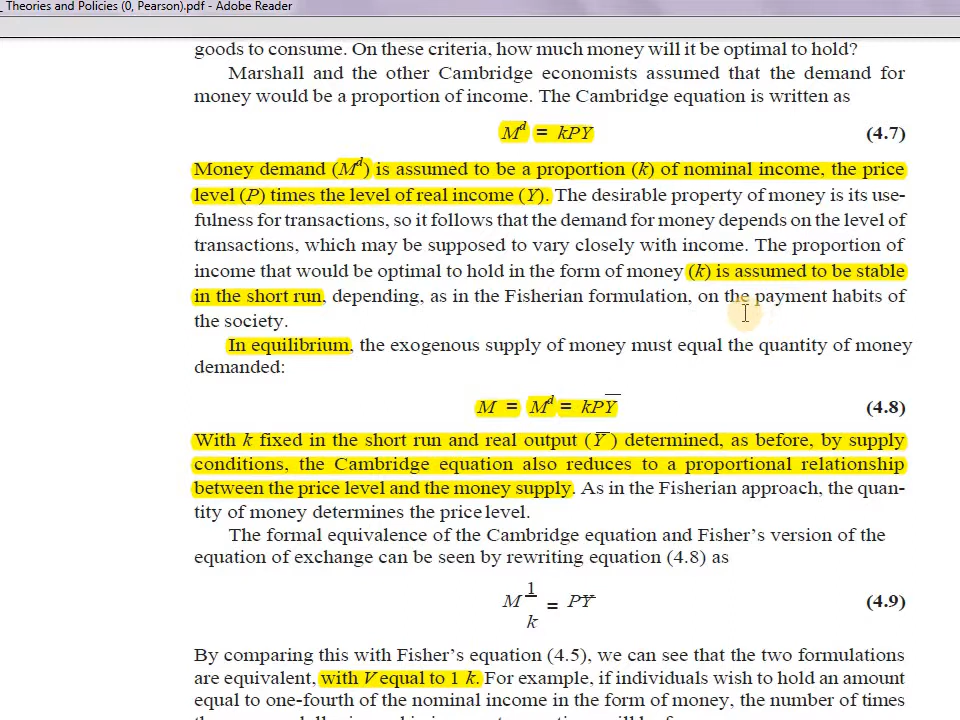 _ Theories and Policies (0, Pearson).pdf - Adobe Reader
goods to consume. On these criteria, how much money will it be optimal to hold?
Marshall and the other Cambridge economists assumed that the demand for
money would be a proportion of income. The Cambridge equation is written as
M^d = kPY (4.7)
Money demand (M^d) is assumed to be a proportion (k) of nominal income, the price
level (P) times the level of real income (Y). The desirable property of money is its use-
fulness for transactions, so it follows that the demand for money depends on the level of
transactions, which may be supposed to vary closely with income. The proportion of
income that would be optimal to hold in the form of money (k) is assumed to be stable
in the short run, depending, as in the Fisherian formulation, on the payment habits of
the society.
In equilibrium, the exogenous supply of money must equal the quantity of money
demanded:
M = M^d = kPY̅ (4.8)
With k fixed in the short run and real output (Y̅) determined, as before, by supply
conditions, the Cambridge equation also reduces to a proportional relationship
between the price level and the money supply. As in the Fisherian approach, the quan-
tity of money determines the price level.
The formal equivalence of the Cambridge equation and Fisher's version of the
equation of exchange can be seen by rewriting equation (4.8) as
M 1/k = PY̅ (4.9)
By comparing this with Fisher's equation (4.5), we can see that the two formulations
are equivalent, with V equal to 1 k. For example, if individuals wish to hold an amount
equal to one-fourth of the nominal income in the form of money, the number of times